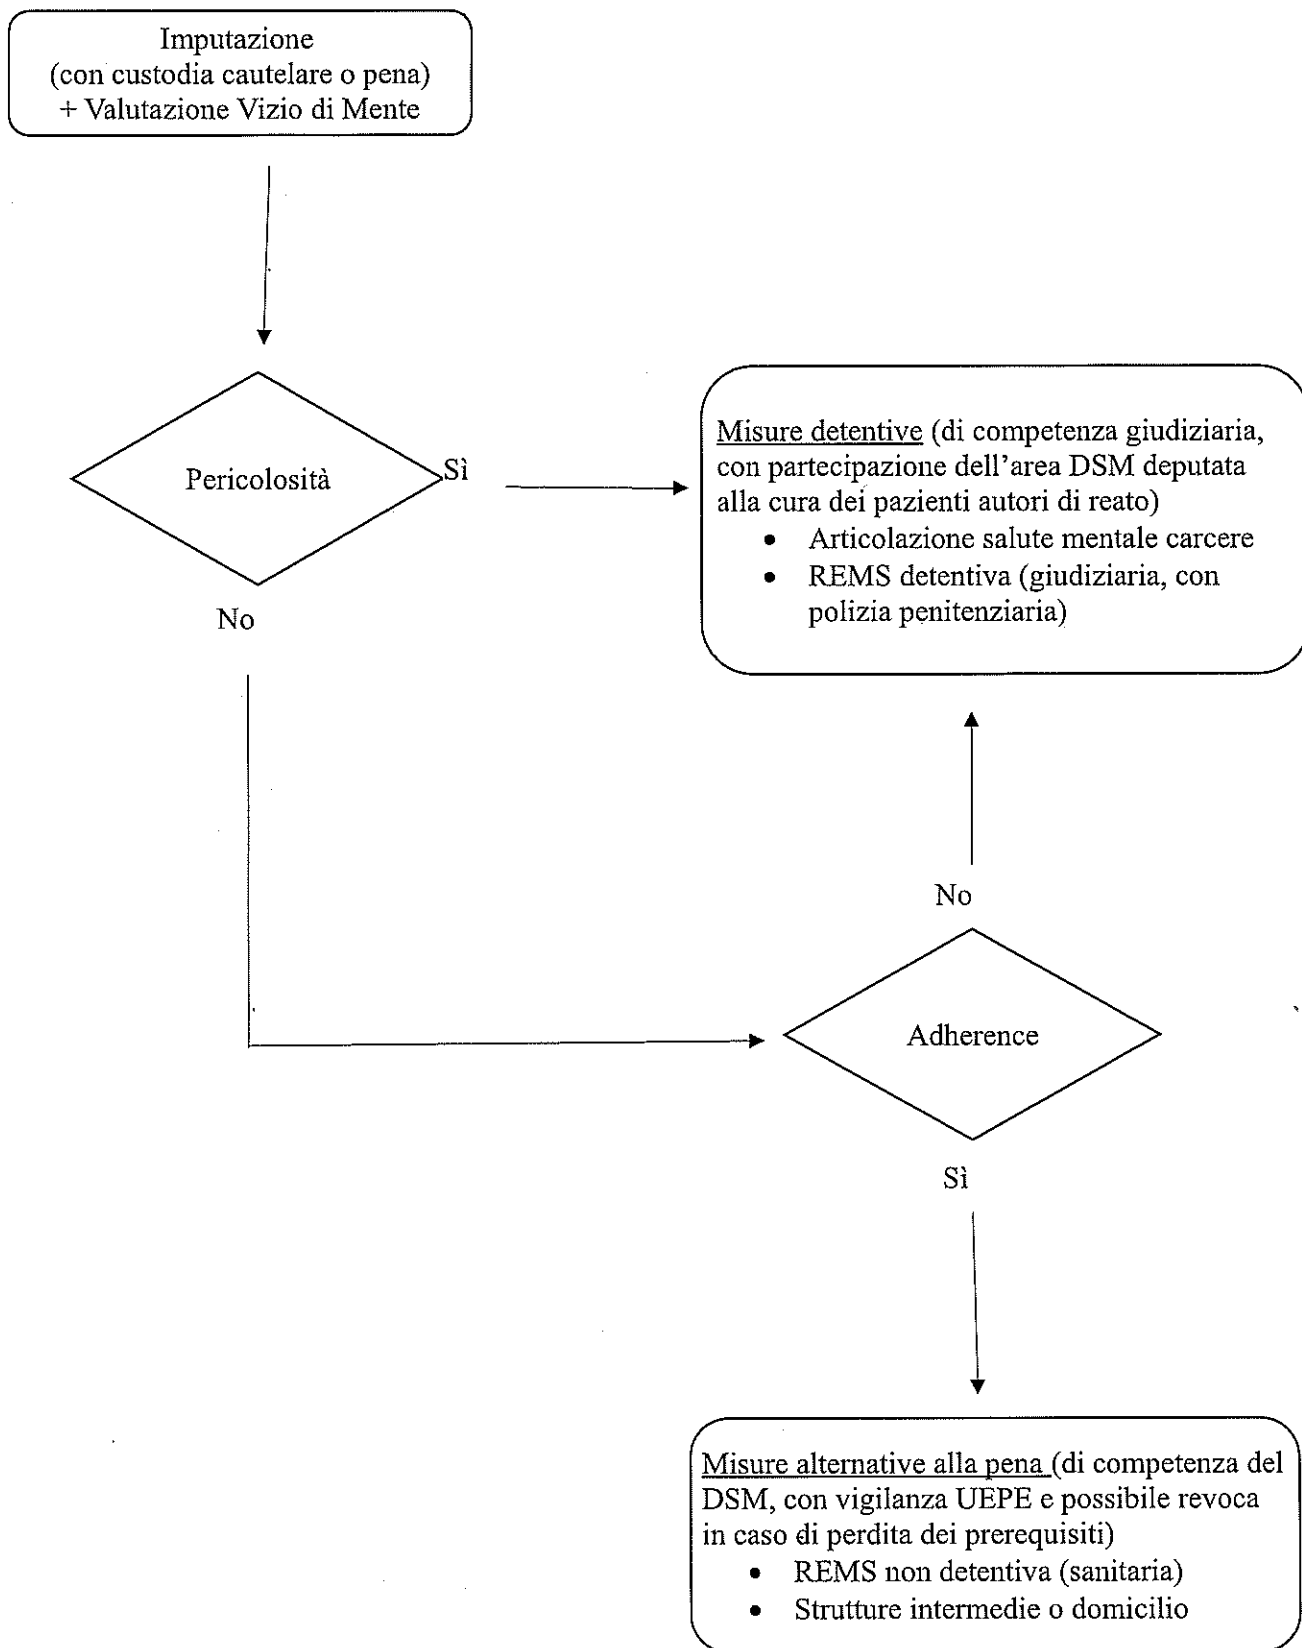 Imputazione
(con custodia cautelare o pena)
+ Valutazione Vizio di Mente
Pericolosità
Sì
No
Misure detentive (di competenza giudiziaria,
con partecipazione dell’area DSM deputata
alla cura dei pazienti autori di reato)
• Articolazione salute mentale carcere
• REMS detentiva (giudiziaria, con
polizia penitenziaria)
No
Adherence
Sì
Misure alternative alla pena (di competenza del
DSM, con vigilanza UEPE e possibile revoca
in caso di perdita dei prerequisiti)
• REMS non detentiva (sanitaria)
• Strutture intermedie o domicilio